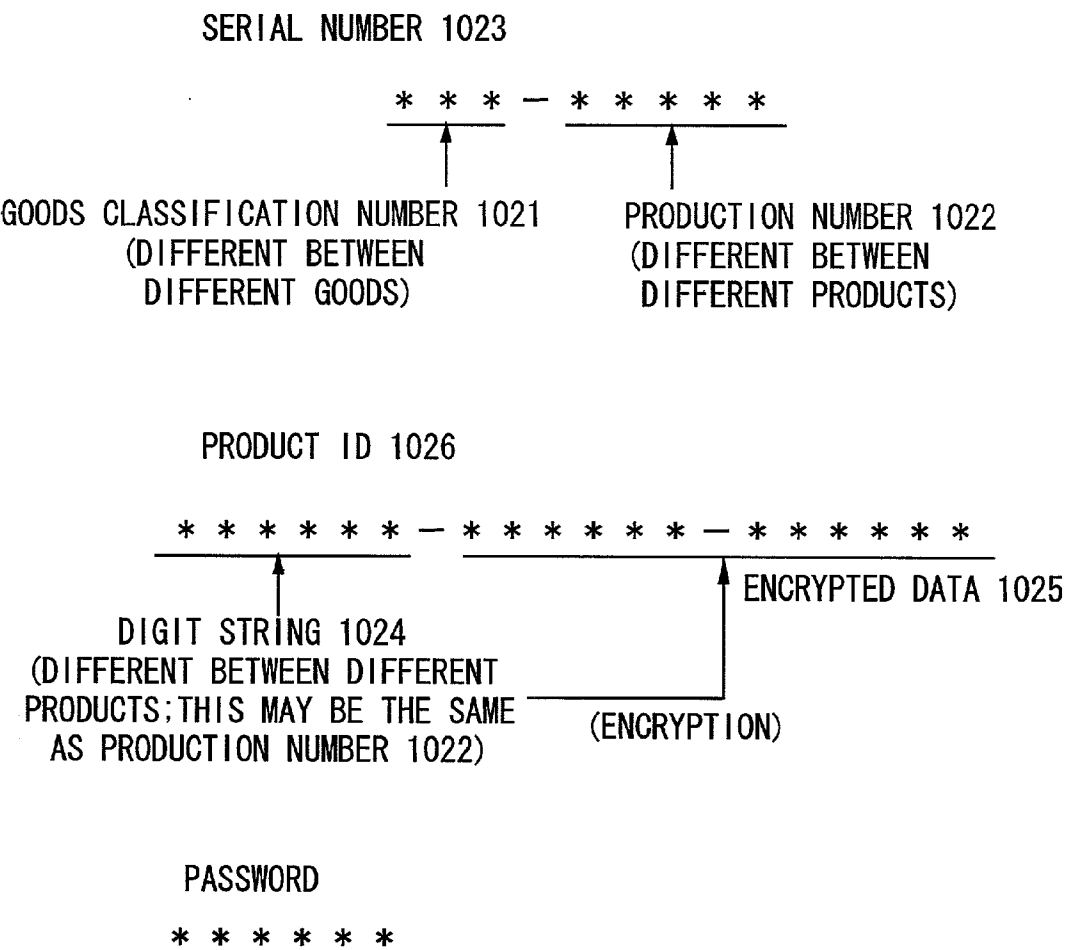 SERIAL NUMBER 1023
* * * – * * * * *
GOODS CLASSIFICATION NUMBER 1021
(DIFFERENT BETWEEN
DIFFERENT GOODS)
PRODUCTION NUMBER 1022
(DIFFERENT BETWEEN
DIFFERENT PRODUCTS)
PRODUCT ID 1026
* * * * * * – * * * * * * – * * * * * *
ENCRYPTED DATA 1025
DIGIT STRING 1024
(DIFFERENT BETWEEN DIFFERENT
PRODUCTS;THIS MAY BE THE SAME
AS PRODUCTION NUMBER 1022)
(ENCRYPTION)
PASSWORD
* * * * * *